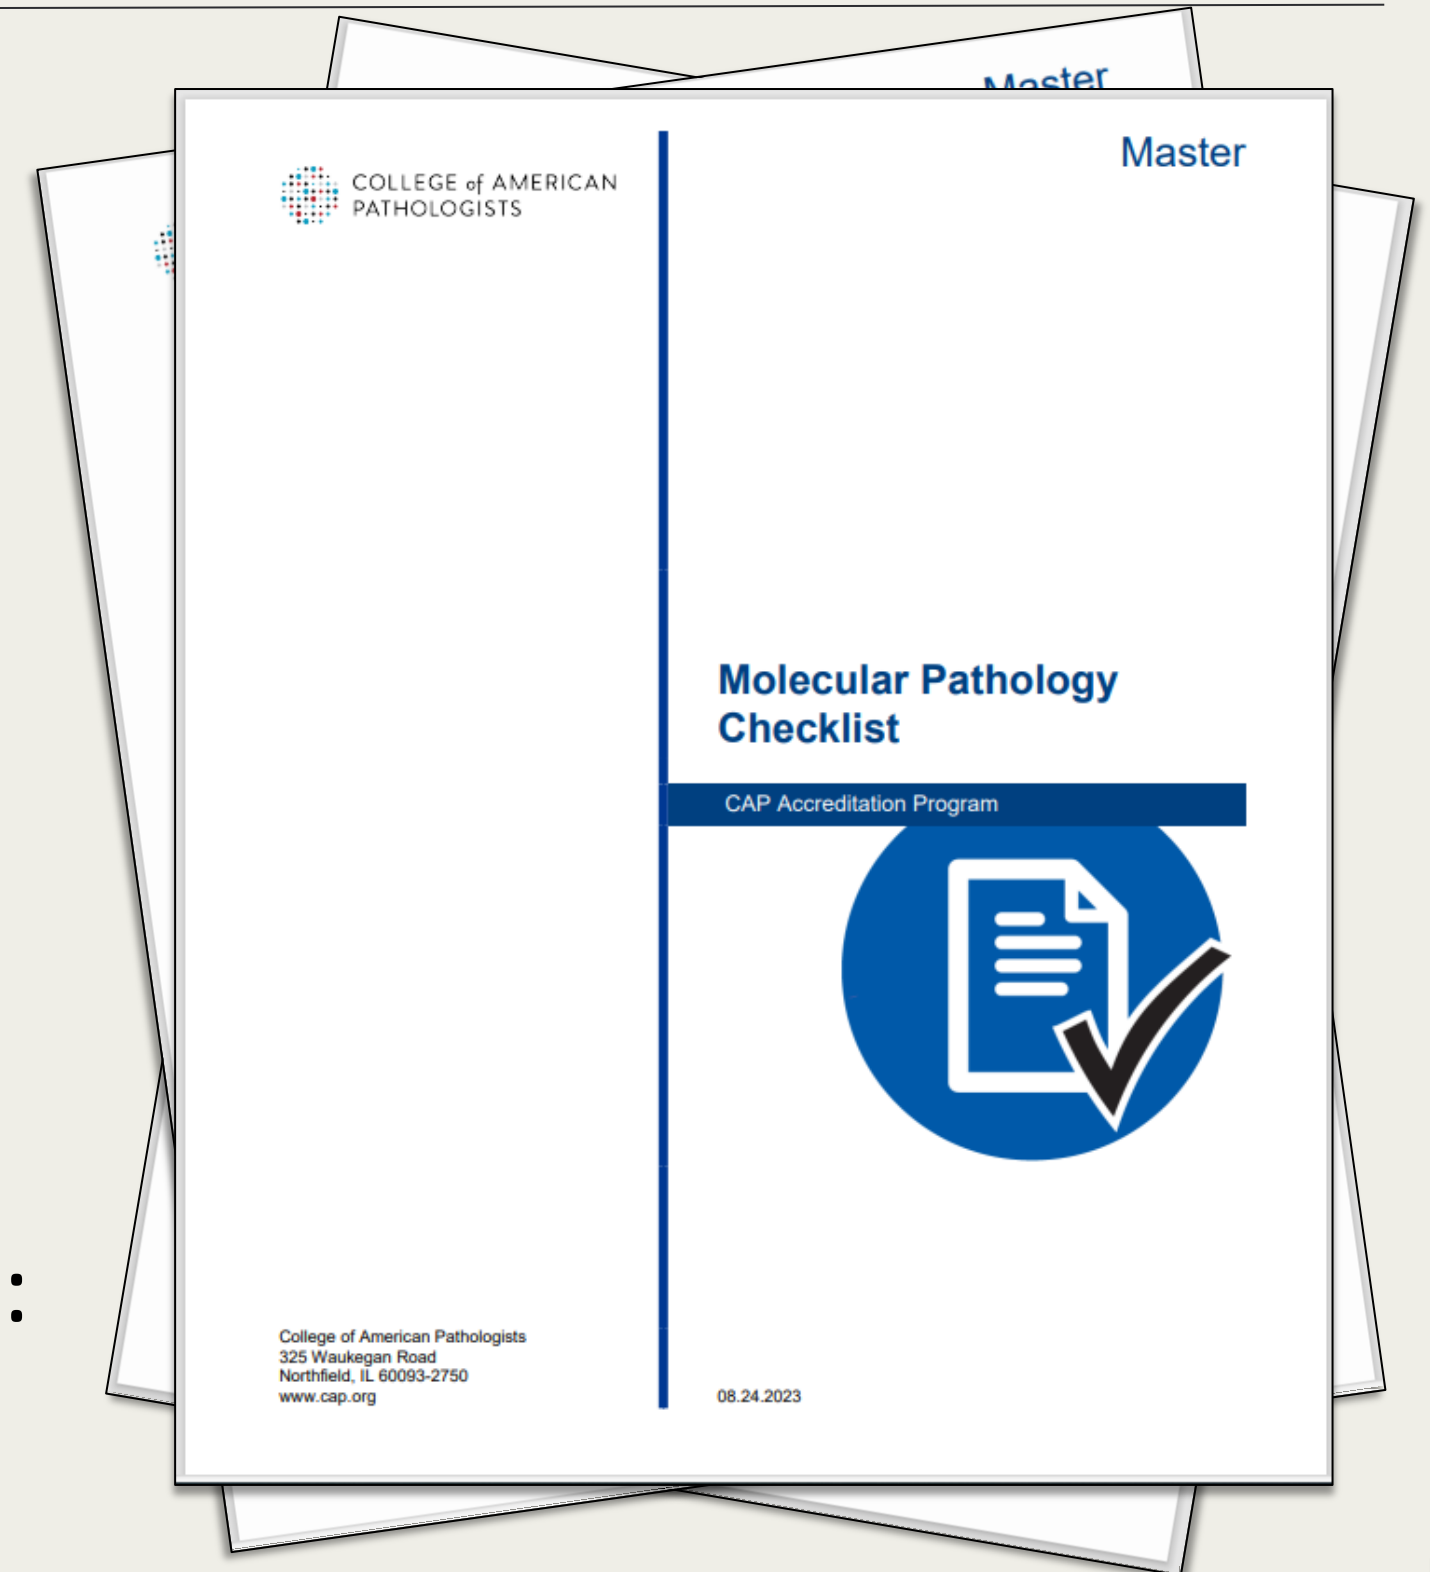 Master
Master
COLLEGE of AMERICAN
PATHOLOGISTS
Molecular Pathology
Checklist
CAP Accreditation Program
College of American Pathologists
325 Waukegan Road
Northfield, IL 60093-2750
www.cap.org
08.24.2023
:
: